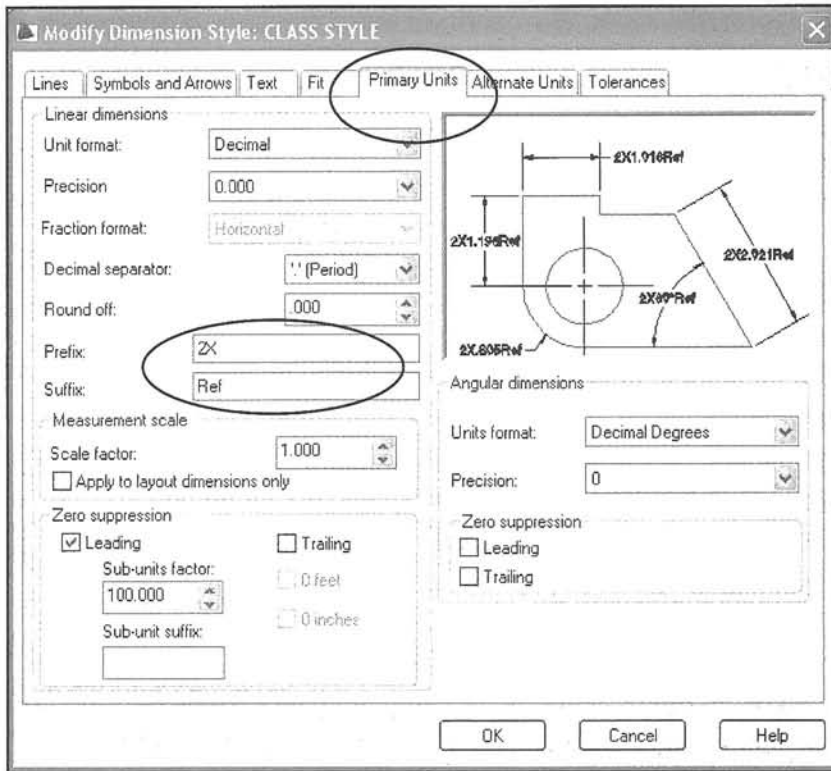 Modify Dimension Style: CLASS STYLE
Lines Symbols and Arrows Text Fit Primary Units Alternate Units Tolerances
Linear dimensions
Unit format: Decimal
Precision 0.000
Fraction format: Horizontal
Decimal separator: '.' (Period)
Round off: .000
Prefix: 2X
Suffix: Ref
Measurement scale
Scale factor: 1.000
Apply to layout dimensions only
Zero suppression
Leading Trailing
Sub-units factor: 0 feet
100.000 0 inches
Sub-unit suffix:
2X1.916Ref
2X1.196Ref
2X2.921Ref
2X69°Ref
2X.805Ref
Angular dimensions
Units format: Decimal Degrees
Precision: 0
Zero suppression
Leading
Trailing
OK Cancel Help